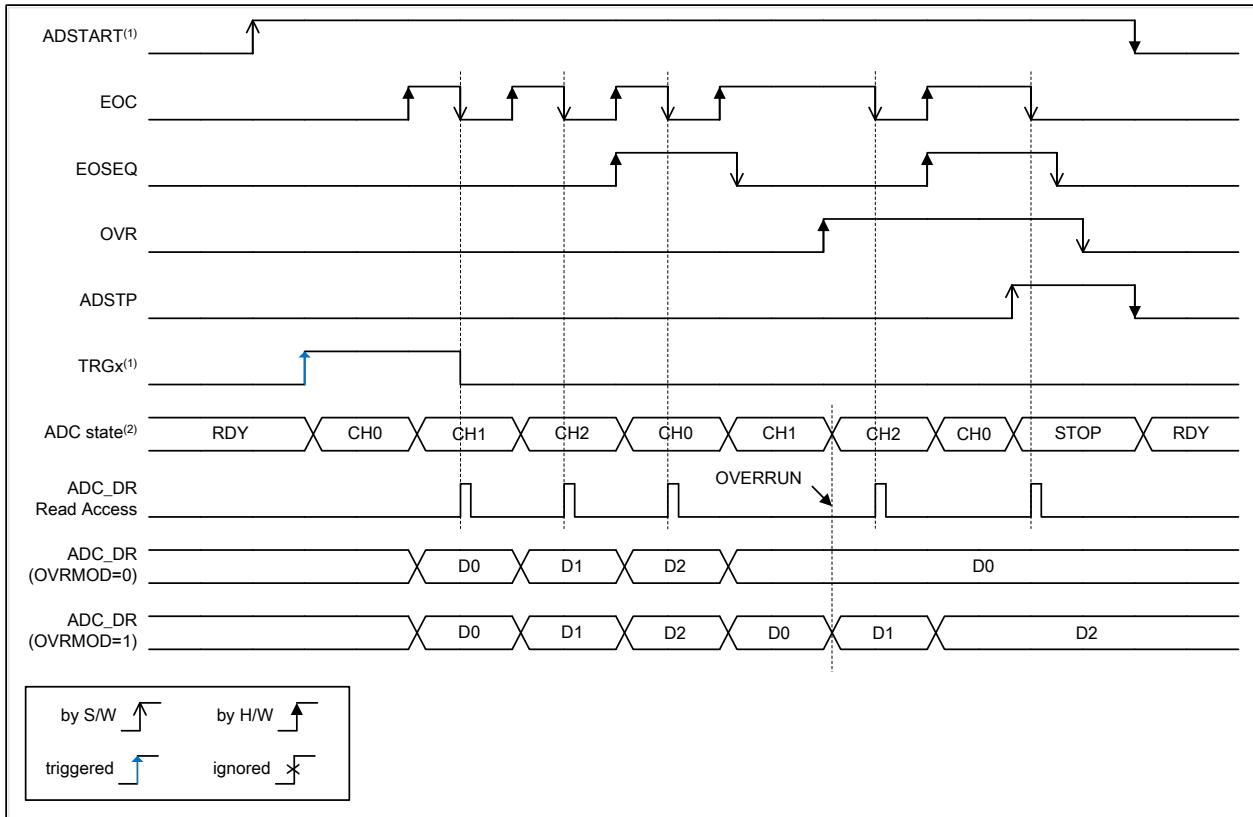 ADSTART(1)
EOC
EOSEQ
OVR
ADSTP
TRGx(1)
ADC state(2)
RDY CH0 CH1 CH2 CH0 CH1 CH2 CH0 STOP RDY
OVERRUN
ADC_DR
Read Access
ADC_DR
(OVRMOD=0)
D0 D1 D2 D0
ADC_DR
(OVRMOD=1)
D0 D1 D2 D0 D1 D2
by S/W by H/W
triggered ignored